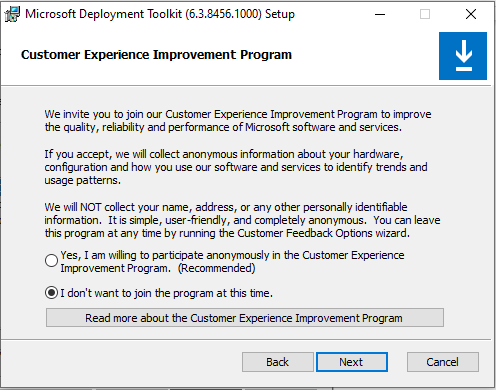 Microsoft Deployment Toolkit (6.3.8456.1000) Setup
Customer Experience Improvement Program
We invite you to join our Customer Experience Improvement Program to improve
the quality, reliability and performance of Microsoft software and services.
If you accept, we will collect anonymous information about your hardware,
configuration and how you use our software and services to identify trends and
usage patterns.
We will NOT collect your name, address, or any other personally identifiable
information. It is simple, user-friendly, and completely anonymous. You can leave
this program at any time by running the Customer Feedback Options wizard.
Yes, I am willing to participate anonymously in the Customer Experience
Improvement Program. (Recommended)
I don't want to join the program at this time.
Read more about the Customer Experience Improvement Program
Back Next Cancel